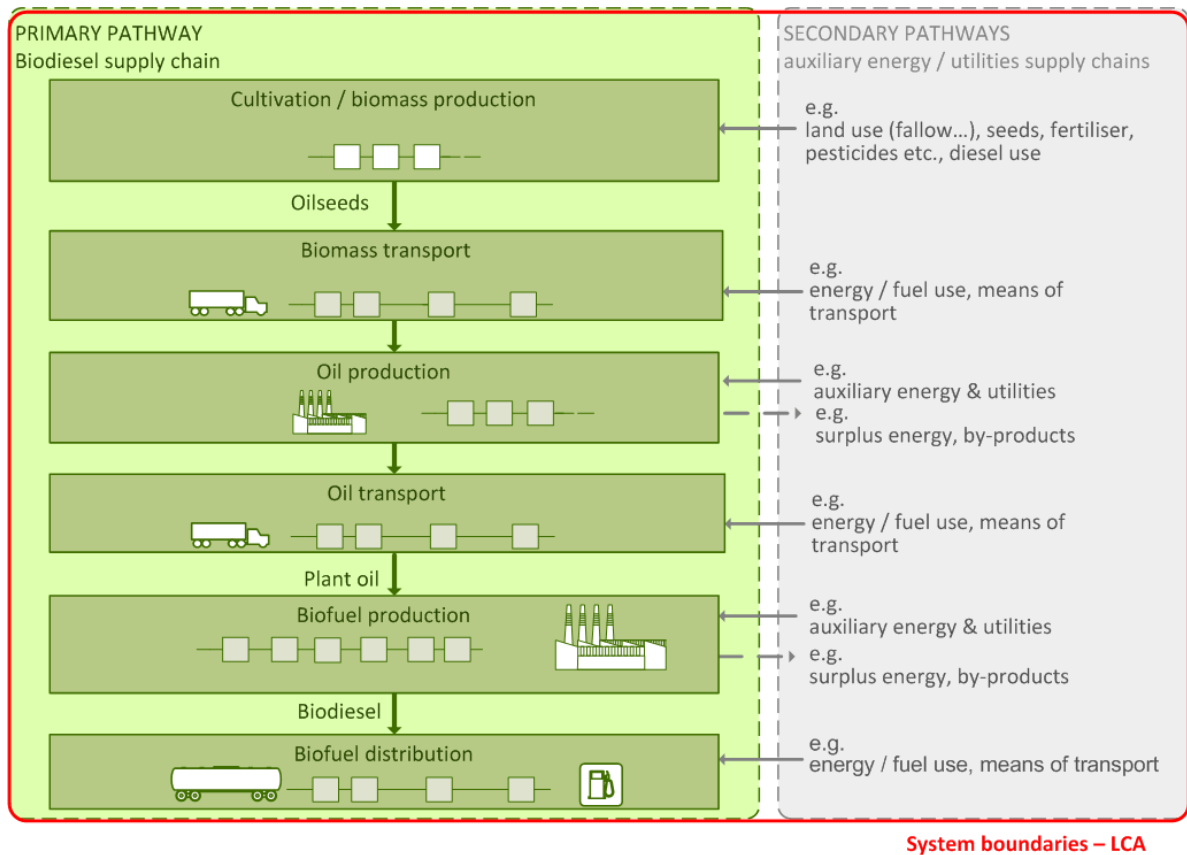 PRIMARY PATHWAY
Biodiesel supply chain
SECONDARY PATHWAYS
auxiliary energy / utilities supply chains
Cultivation / biomass production
e.g.
land use (fallow...), seeds, fertiliser,
pesticides etc., diesel use
Oilseeds
Biomass transport
e.g.
energy / fuel use, means of
transport
Oil production
e.g.
auxiliary energy & utilities
e.g.
surplus energy, by-products
Oil transport
e.g.
energy / fuel use, means of
transport
Plant oil
Biofuel production
e.g.
auxiliary energy & utilities
e.g.
surplus energy, by-products
Biodiesel
Biofuel distribution
e.g.
energy / fuel use, means of transport
System boundaries – LCA